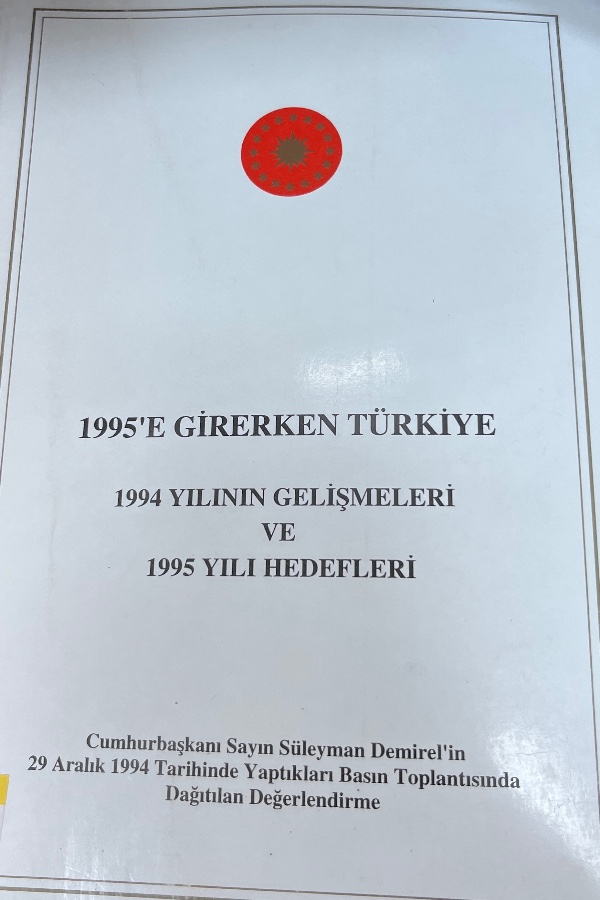 1995'E GİRERKEN TÜRKİYE
1994 YILININ GELİŞMELERİ
VE
1995 YILI HEDEFLERİ
Cumhurbaşkanı Sayın Süleyman Demirel'in
29 Aralık 1994 Tarihinde Yaptıkları Basın Toplantısında
Dağıtılan Değerlendirme